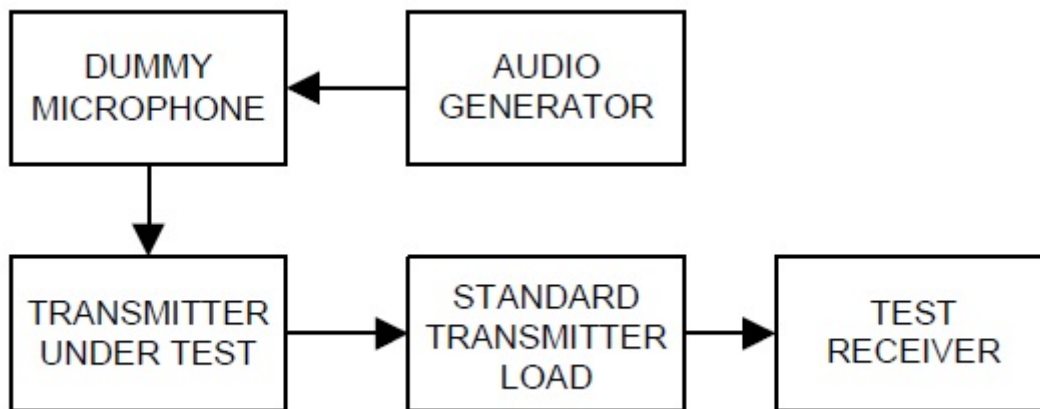 DUMMY
MICROPHONE
AUDIO
GENERATOR
TRANSMITTER
UNDER TEST
STANDARD
TRANSMITTER
LOAD
TEST
RECEIVER